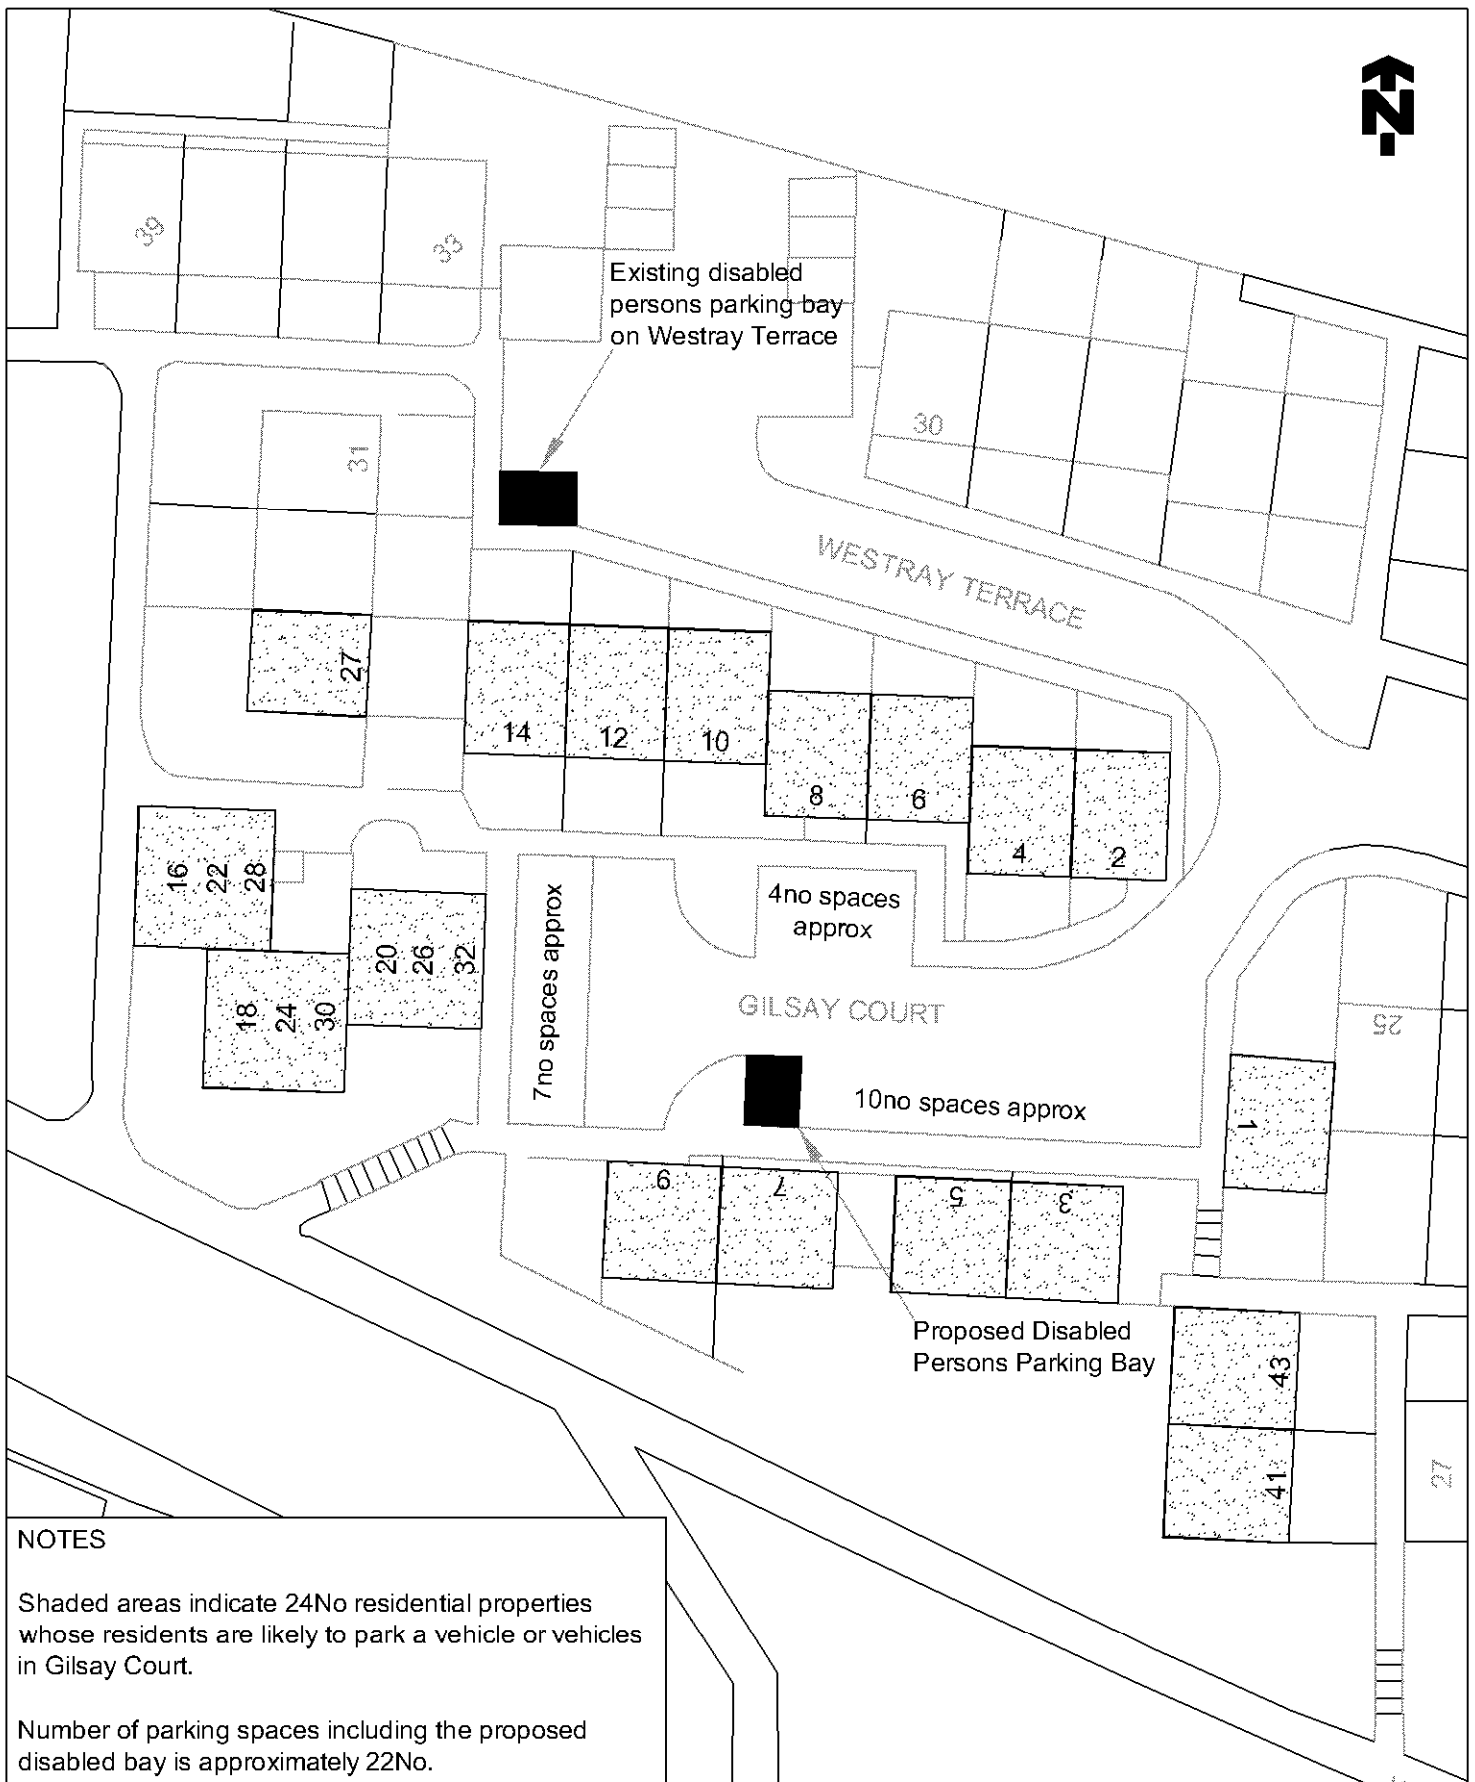 N
39
33
Existing disabled
persons parking bay
on Westray Terrace
30
31
WESTRAY TERRACE
27
14
12
10
8
6
4
2
16
22
28
4no spaces
approx
7no spaces approx
20
26
32
18
24
30
GILSAY COURT
25
10no spaces approx
1
9
7
5
3
Proposed Disabled
Persons Parking Bay
43
41
27
NOTES
Shaded areas indicate 24No residential properties
whose residents are likely to park a vehicle or vehicles
in Gilsay Court.
Number of parking spaces including the proposed
disabled bay is approximately 22No.